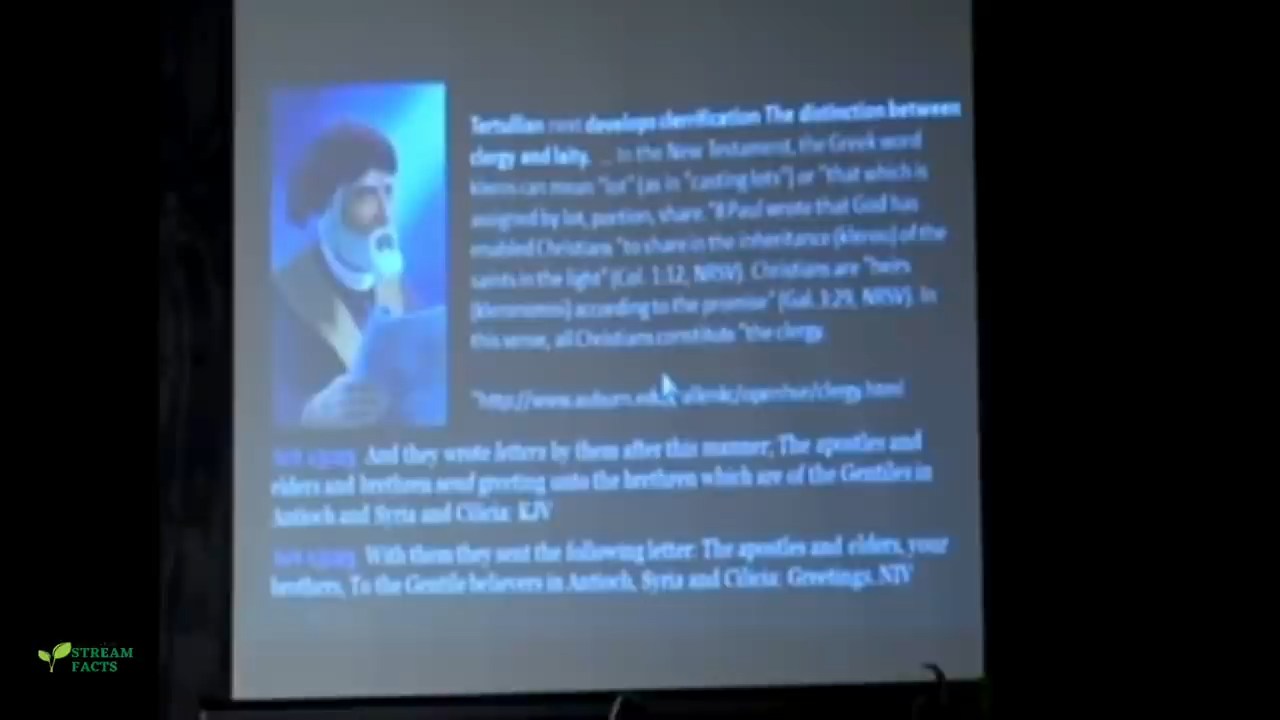 Tertullian next develops clerification The distinction between
clergy and laity. ... In the New Testament, the Greek word
kleros can mean "lot" (as in "casting lots") or "that which is
assigned by lot, portion, share. "8 Paul wrote that God has
enabled Christians "to share in the inheritance (klerou) of the
saints in the light" (Col. 1:12, NRSV). Christians are "heirs
(kleronomoi) according to the promise" (Gal. 3:29, NRSV). In
this sense, all Christians constitute "the clergy.
And they wrote letters by them after this manner; The apostles and
elders and brethren send greeting unto the brethren which are of the Gentiles in
Antioch and Syria and Cilicia: KJV
With them they sent the following letter: The apostles and elders, your
brothers, To the Gentile believers in Antioch, Syria and Cilicia: Greetings. NIV
STREAM
FACTS